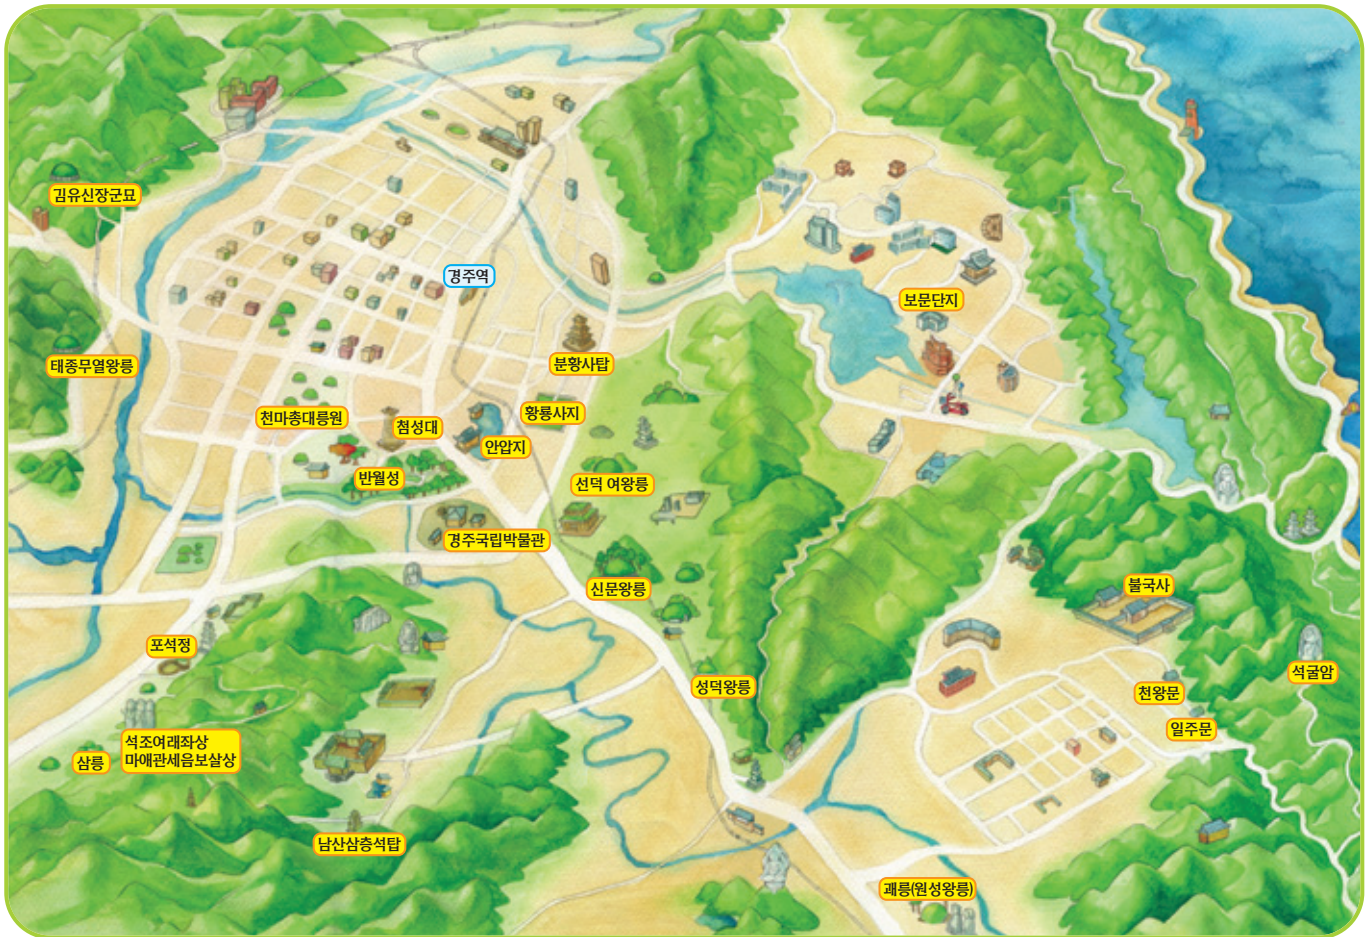 김유신장군묘
경주역
보문단지
태종무열왕릉
분황사탑
천마총대릉원
첨성대
황룡사지
안압지
반월성
선덕 여왕릉
경주국립박물관
신문왕릉
불국사
포석정
석굴암
성덕왕릉
천왕문
일주문
석조여래좌상
마애관세음보살상
삼릉
남산삼층석탑
괘릉(원성왕릉)